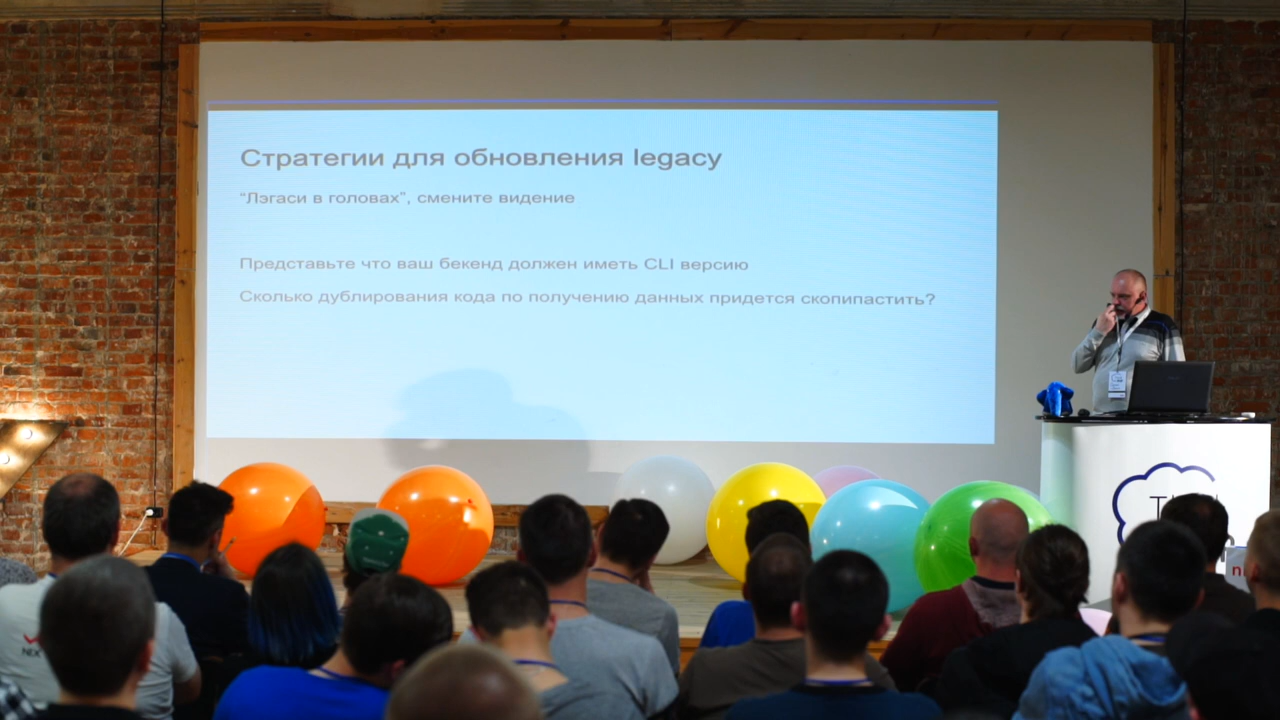 Стратегии для обновления legacy
“Лэгаси в головах”, смените видение
Представьте что ваш бекенд должен иметь CLI версию
Сколько дублирования кода по получению данных придется скопипастить?